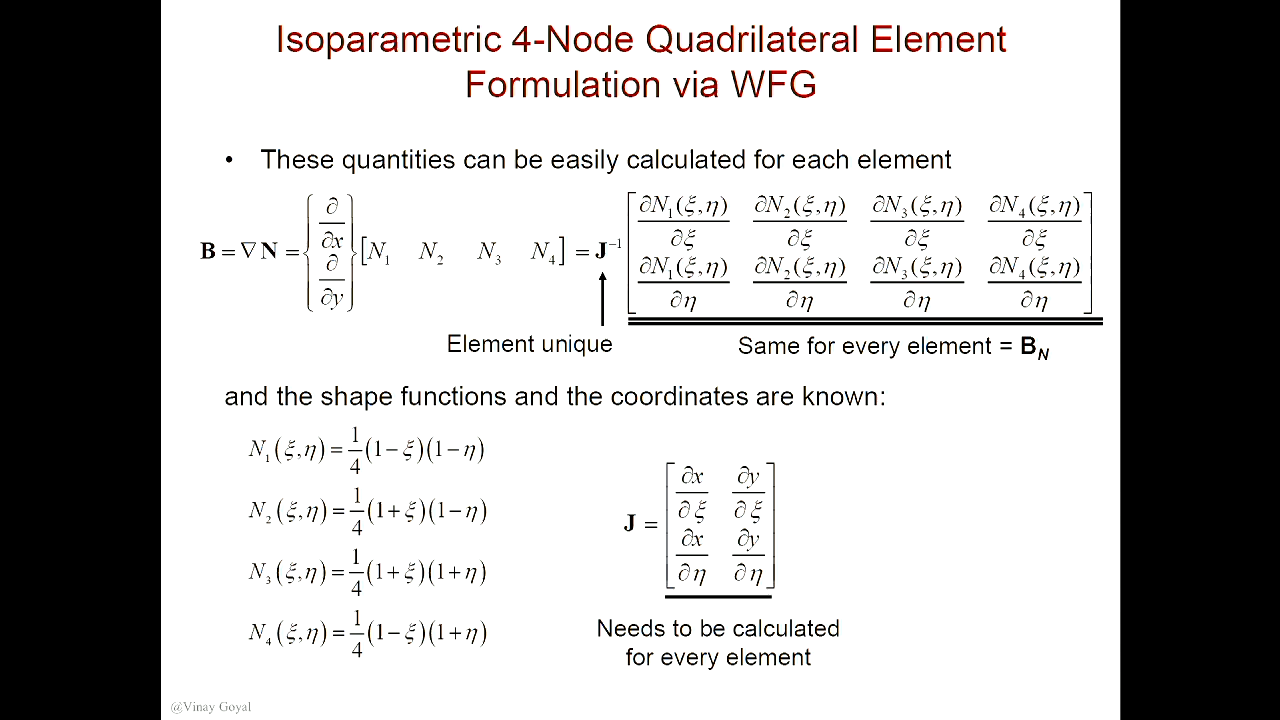 Isoparametric 4-Node Quadrilateral Element
Formulation via WFG
• These quantities can be easily calculated for each element
B = ∇N = {∂/∂x ∂/∂y} [N₁ N₂ N₃ N₄] = J⁻¹ [∂N₁(ξ,η)/∂ξ ∂N₂(ξ,η)/∂ξ ∂N₃(ξ,η)/∂ξ ∂N₄(ξ,η)/∂ξ
∂N₁(ξ,η)/∂η ∂N₂(ξ,η)/∂η ∂N₃(ξ,η)/∂η ∂N₄(ξ,η)/∂η]
Element unique
Same for every element = B_N
and the shape functions and the coordinates are known:
N₁(ξ,η) = 1/4 (1−ξ)(1−η)
N₂(ξ,η) = 1/4 (1+ξ)(1−η)
N₃(ξ,η) = 1/4 (1+ξ)(1+η)
N₄(ξ,η) = 1/4 (1−ξ)(1+η)
J = [∂x/∂ξ ∂y/∂ξ
∂x/∂η ∂y/∂η]
Needs to be calculated
for every element
@Vinay Goyal